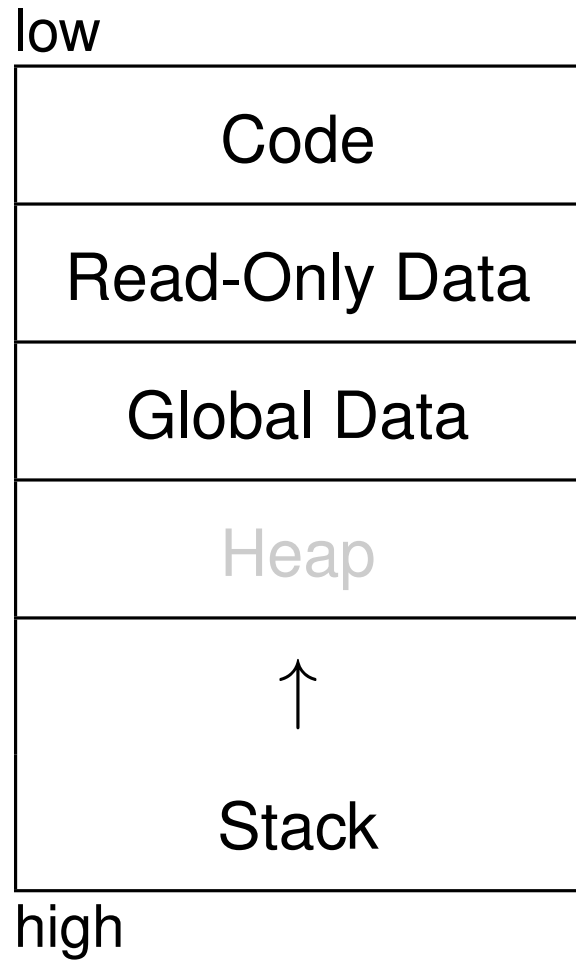 low
Code
Read-Only Data
Global Data
Heap
↑
Stack
high